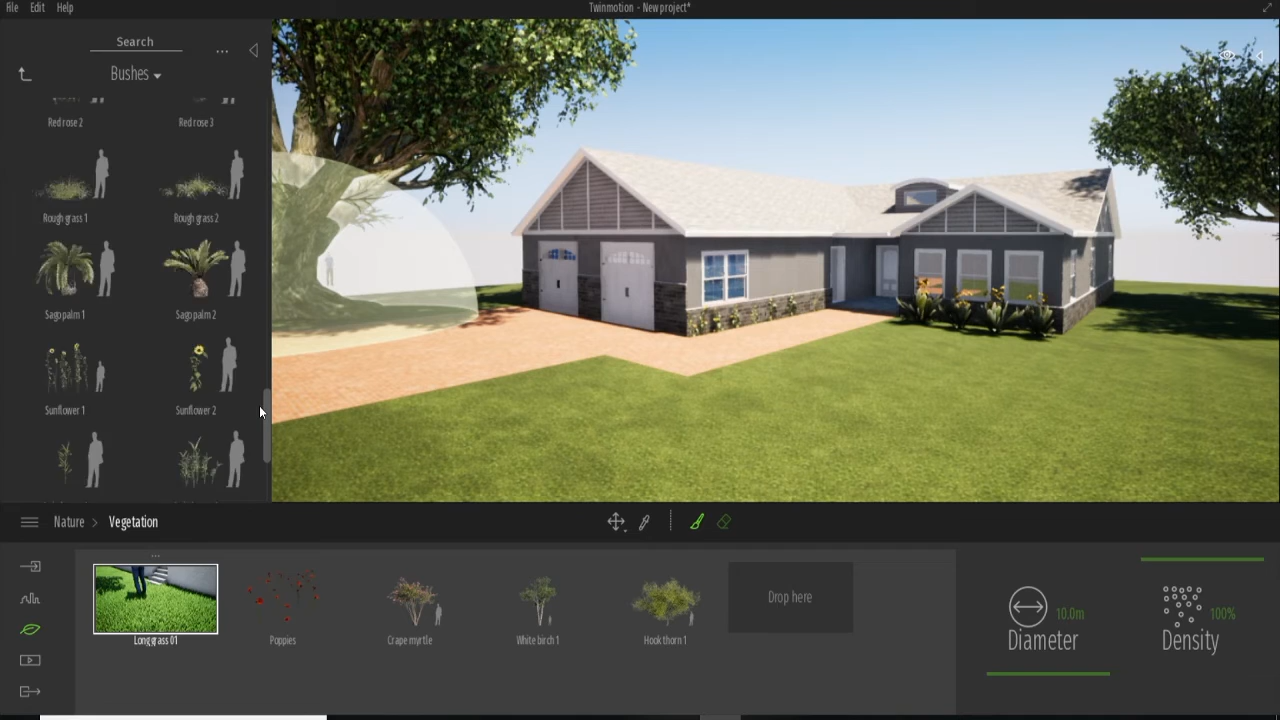 File Edit Help
Twinmotion - New project*
Search
...
Bushes
Red rose 2
Red rose 3
Rough grass 1
Rough grass 2
Sago palm 1
Sago palm 2
Sunflower 1
Sunflower 2
Nature > Vegetation
...
Long grass 01
Poppies
Crape myrtle
White birch 1
Hook thorn 1
Drop here
10.0m
Diameter
100%
Density